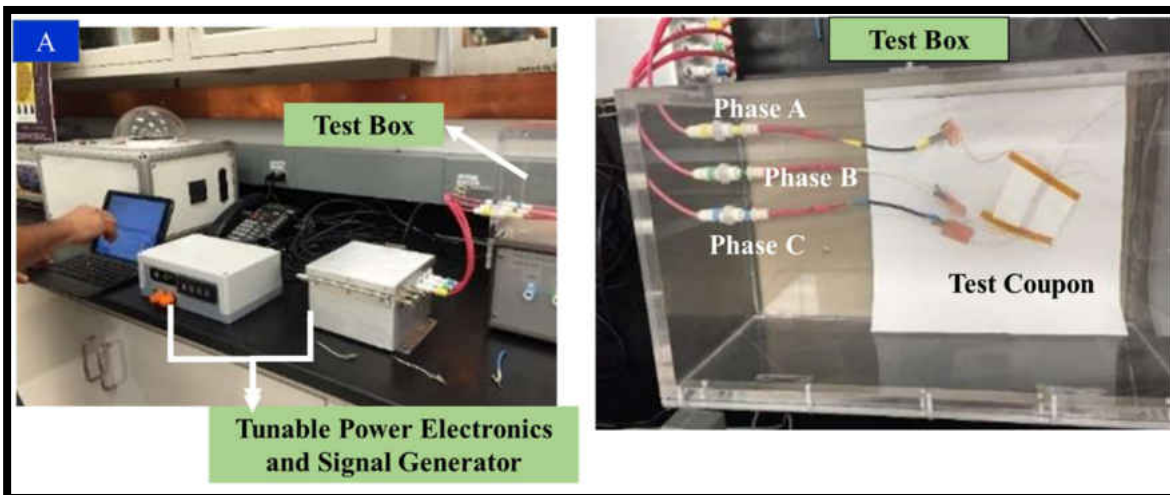 A
Test Box
Tunable Power Electronics
and Signal Generator
Test Box
Phase A
Phase B
Phase C
Test Coupon